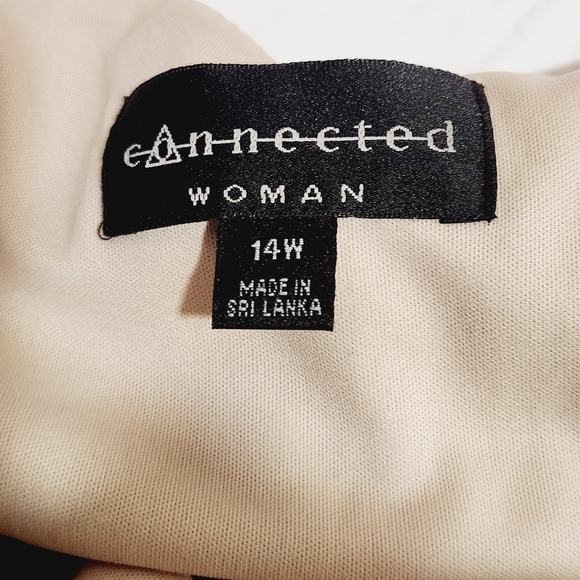 connected
WOMAN
14W
MADE IN
SRI LANKA